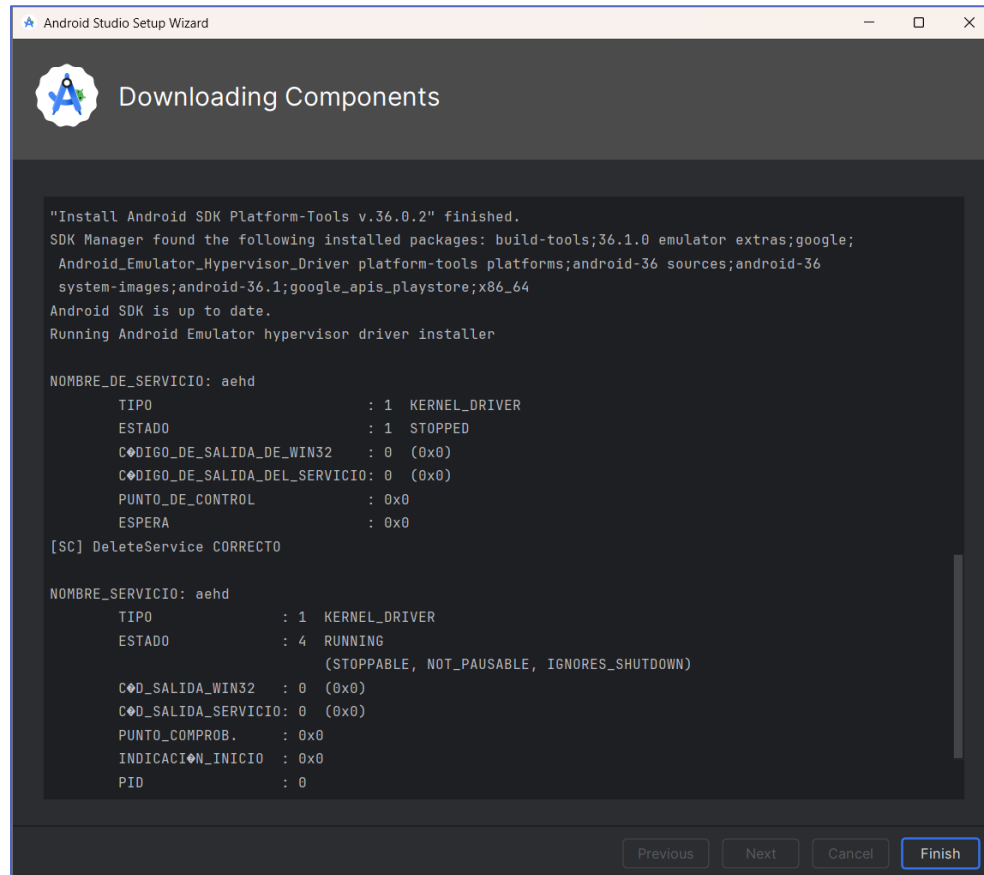 Android Studio Setup Wizard
Downloading Components
"Install Android SDK Platform-Tools v.36.0.2" finished.
SDK Manager found the following installed packages: build-tools;36.1.0 emulator extras;google;
Android_Emulator_Hypervisor_Driver platform-tools platforms;android-36 sources;android-36
system-images;android-36.1;google_apis_playstore;x86_64
Android SDK is up to date.
Running Android Emulator hypervisor driver installer
NOMBRE_DE_SERVICIO: aehd
TIPO : 1 KERNEL_DRIVER
ESTADO : 1 STOPPED
C�DIGO_DE_SALIDA_DE_WIN32 : 0 (0x0)
C�DIGO_DE_SALIDA_DEL_SERVICIO: 0 (0x0)
PUNTO_DE_CONTROL : 0x0
ESPERA : 0x0
[SC] DeleteService CORRECTO
NOMBRE_SERVICIO: aehd
TIPO : 1 KERNEL_DRIVER
ESTADO : 4 RUNNING
(STOPPABLE, NOT_PAUSABLE, IGNORES_SHUTDOWN)
C�D_SALIDA_WIN32 : 0 (0x0)
C�D_SALIDA_SERVICIO: 0 (0x0)
PUNTO_COMPROB. : 0x0
INDICACI�N_INICIO : 0x0
PID : 0
Previous Next Cancel Finish